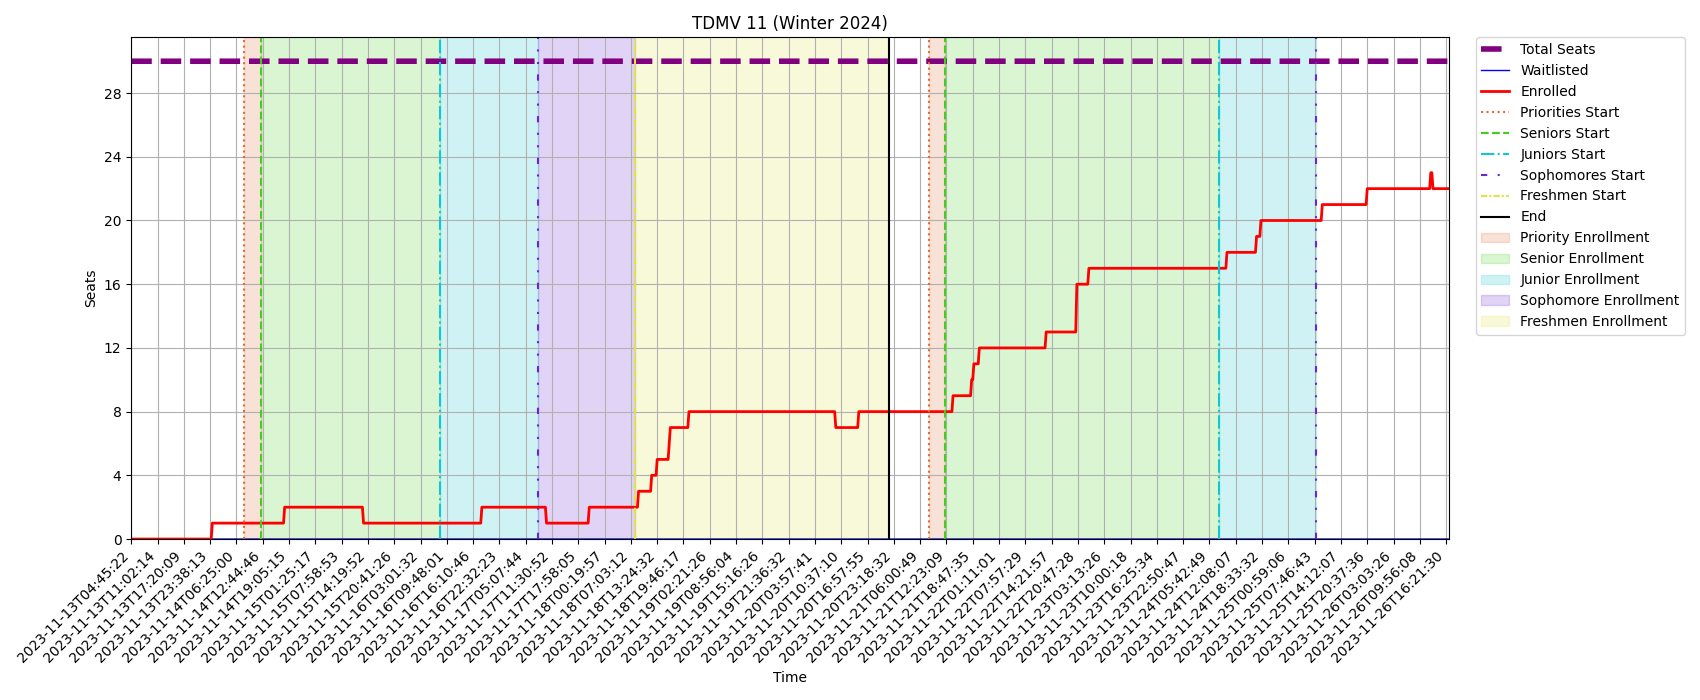 TDMV 11 (Winter 2024)
Total Seats
Waitlisted
Enrolled
Priorities Start
Seniors Start
Juniors Start
Sophomores Start
Freshmen Start
End
Priority Enrollment
Senior Enrollment
Junior Enrollment
Sophomore Enrollment
Freshmen Enrollment
Seats
28
24
20
16
12
8
4
0
2023-11-13T04:45:22
2023-11-13T11:02:14
2023-11-13T17:20:09
2023-11-13T23:38:13
2023-11-14T06:25:00
2023-11-14T12:44:46
2023-11-14T19:05:15
2023-11-15T01:25:17
2023-11-15T07:58:53
2023-11-15T14:19:52
2023-11-15T20:41:26
2023-11-16T03:01:32
2023-11-16T09:48:01
2023-11-16T16:10:46
2023-11-16T22:32:23
2023-11-17T05:07:44
2023-11-17T11:30:52
2023-11-17T17:58:05
2023-11-18T00:19:57
2023-11-18T07:03:12
2023-11-18T13:24:32
2023-11-18T19:46:17
2023-11-19T02:21:26
2023-11-19T08:56:04
2023-11-19T15:16:26
2023-11-19T21:36:32
2023-11-20T03:57:41
2023-11-20T10:37:10
2023-11-20T16:57:55
2023-11-20T23:18:32
2023-11-21T06:00:49
2023-11-21T12:23:09
2023-11-21T18:47:35
2023-11-22T01:11:01
2023-11-22T07:57:29
2023-11-22T14:21:57
2023-11-22T20:47:28
2023-11-23T03:13:26
2023-11-23T10:00:18
2023-11-23T16:25:34
2023-11-23T22:50:47
2023-11-24T05:42:49
2023-11-24T12:08:07
2023-11-24T18:33:32
2023-11-25T00:59:06
2023-11-25T07:46:43
2023-11-25T14:12:07
2023-11-25T20:37:36
2023-11-26T03:03:26
2023-11-26T09:56:08
2023-11-26T16:21:30
Time